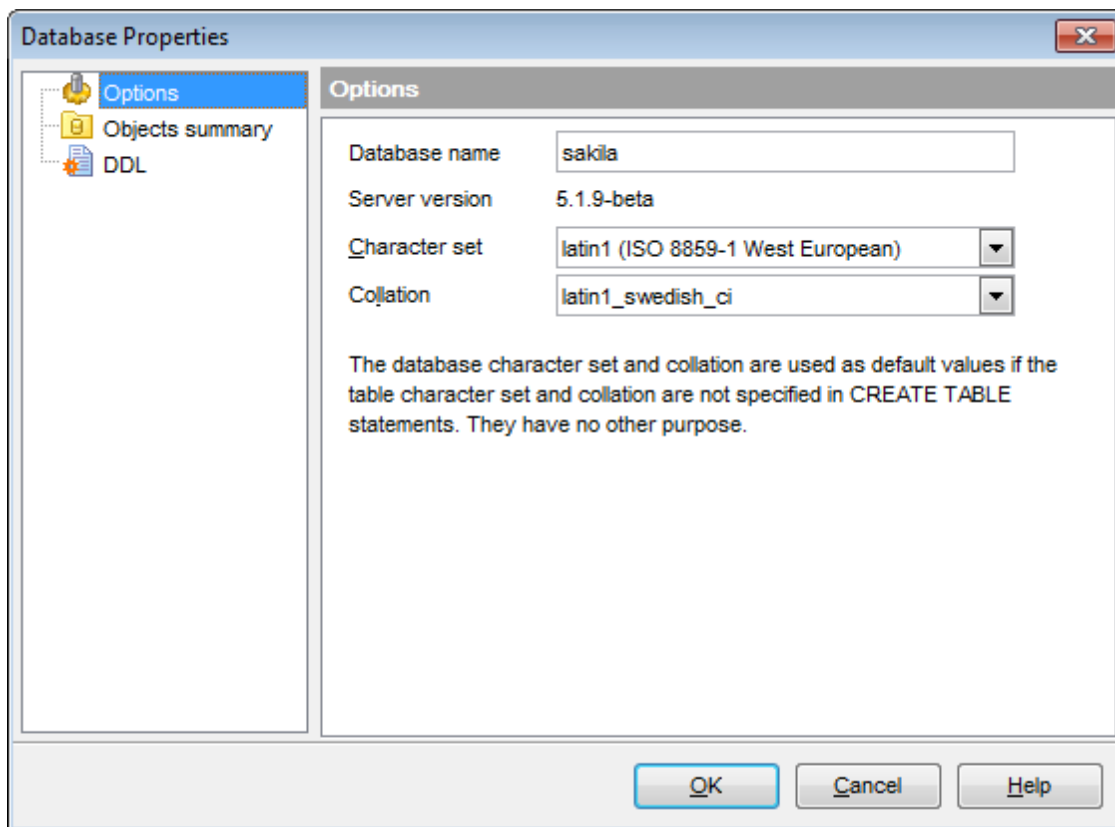 Database Properties
Options
Objects summary
DDL
Options
Database name sakila
Server version 5.1.9-beta
Character set latin1 (ISO 8859-1 West European)
Collation latin1_swedish_ci
The database character set and collation are used as default values if the
table character set and collation are not specified in CREATE TABLE
statements. They have no other purpose.
OK Cancel Help